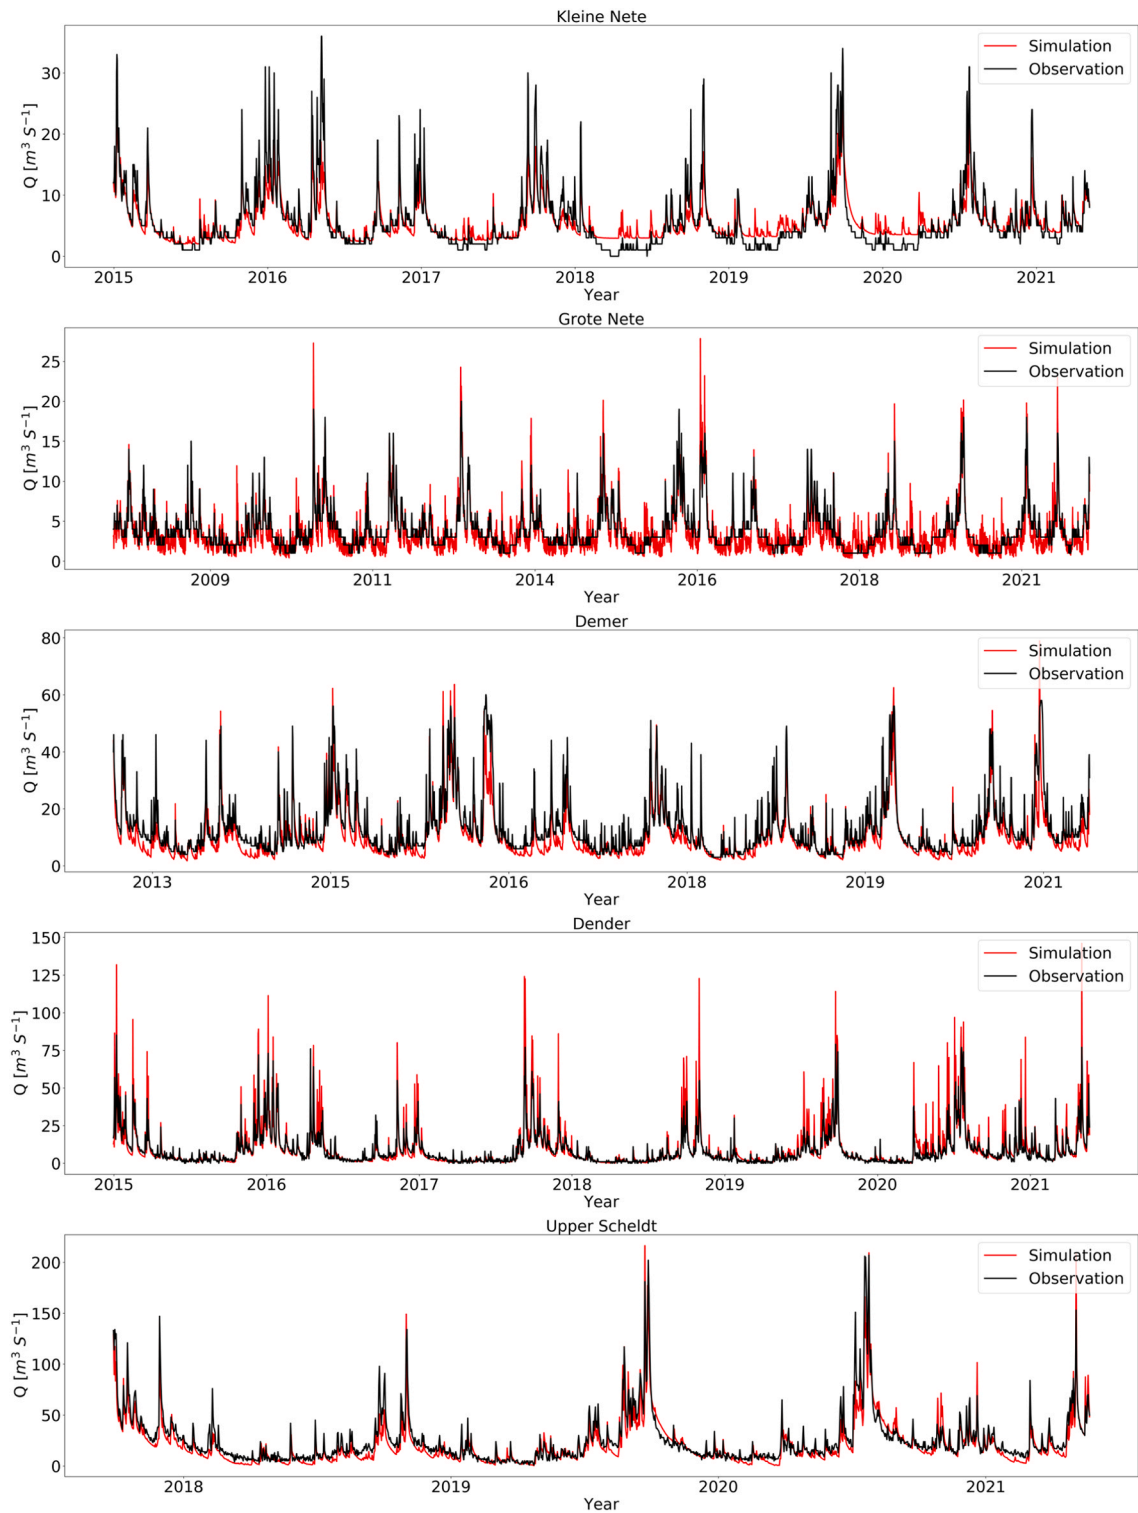 Kleine Nete
Simulation
Observation
Q [m³ S⁻¹]
30
20
10
0
2015 2016 2017 2018 2019 2020 2021
Year
Grote Nete
Simulation
Observation
Q [m³ S⁻¹]
25
20
15
10
5
0
2009 2011 2014 2016 2018 2021
Year
Demer
Simulation
Observation
Q [m³ S⁻¹]
80
60
40
20
0
2013 2015 2016 2018 2019 2021
Year
Dender
Simulation
Observation
Q [m³ S⁻¹]
150
125
100
75
50
25
0
2015 2016 2017 2018 2019 2020 2021
Year
Upper Scheldt
Simulation
Observation
Q [m³ S⁻¹]
200
150
100
50
0
2018 2019 2020 2021
Year